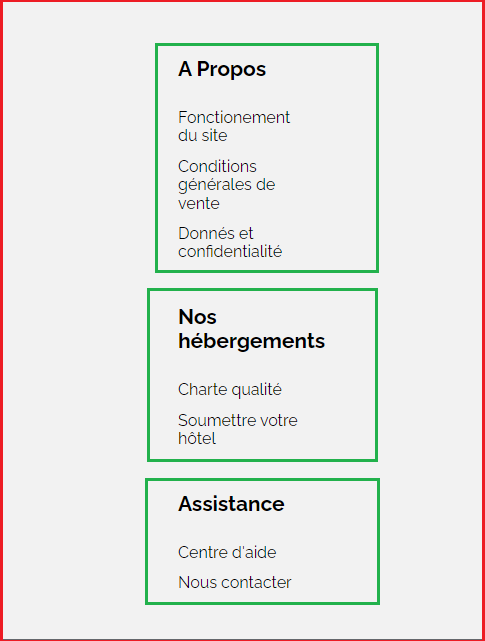 A Propos
Fonctionement
du site
Conditions
générales de
vente
Donnés et
confidentialité
Nos
hébergements
Charte qualité
Soumettre votre
hôtel
Assistance
Centre d'aide
Nous contacter